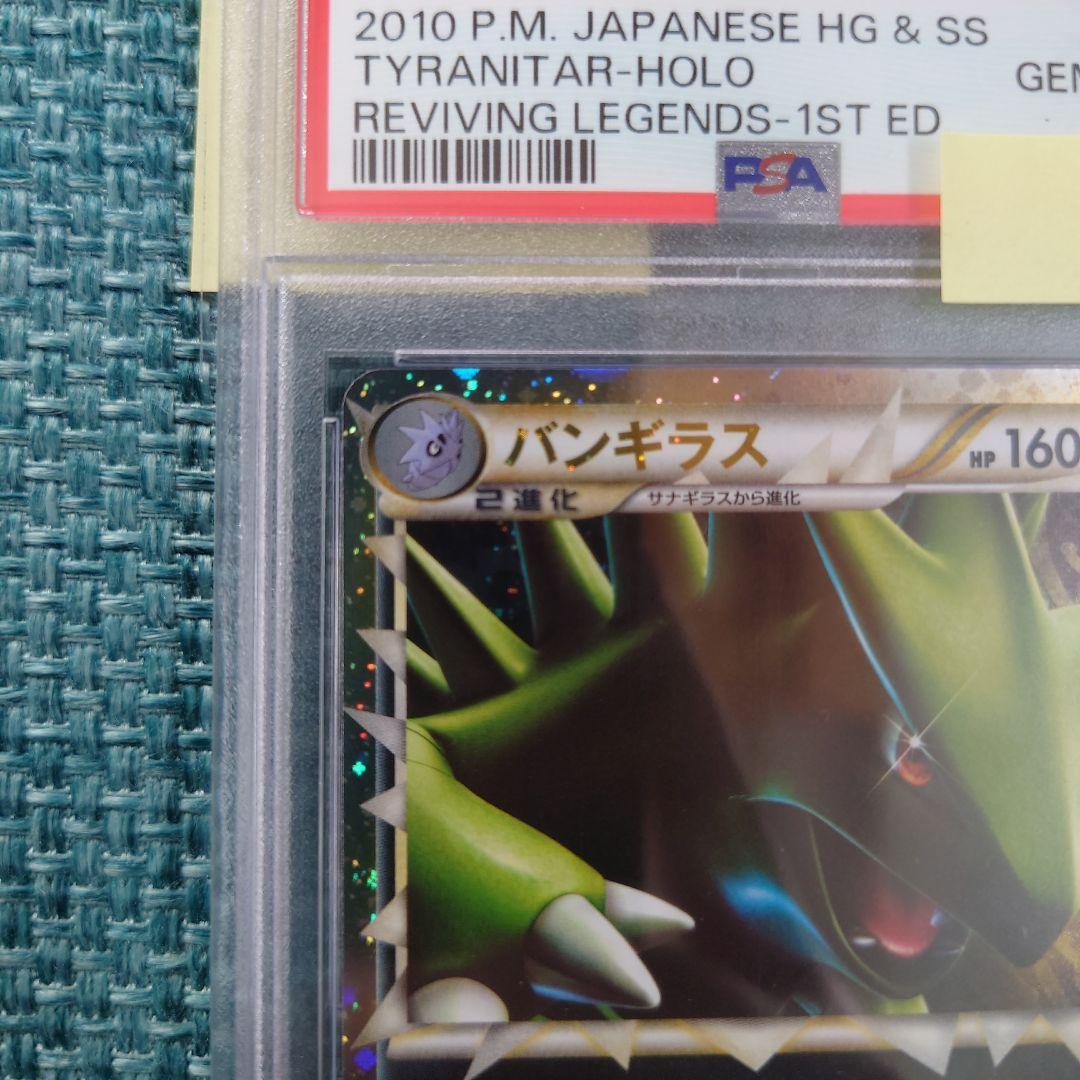 2010 P.M. JAPANESE HG & SS
TYRANITAR-HOLO
GEM
REVIVING LEGENDS-1ST ED
PSA
バンギラス
HP 160
2進化
サナギラスから進化